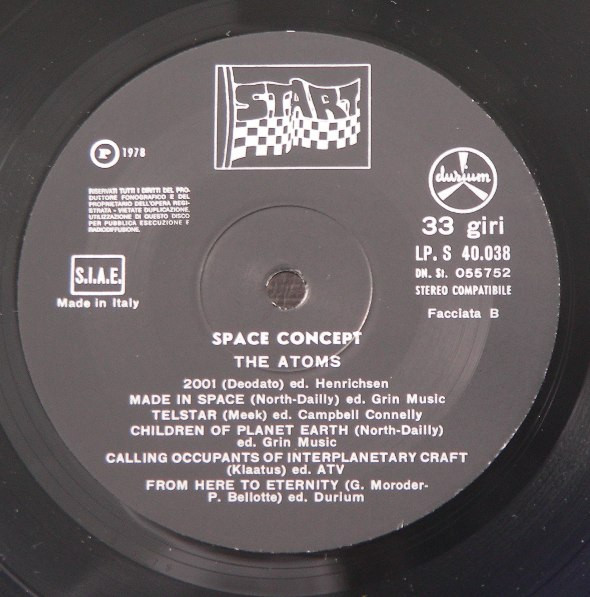 START
P 1978
RISERVATI TUTTI I DIRITTI DEL PRO-
DUTTORE FONOGRAFICO E DEL
PROPRIETARIO DELL'OPERA REGI-
STRATA - VIETATE DUPLICAZIONE,
UTILIZZAZIONE DI QUESTO DISCO
PER PUBBLICA ESECUZIONE E
RADIODIFFUSIONE.
S.I.A.E.
Made in Italy
durium
33 giri
LP. S 40.038
DN. St. 055752
STEREO COMPATIBILE
Facciata B
SPACE CONCEPT
THE ATOMS
2001 (Deodato) ed. Henrichsen
MADE IN SPACE (North-Dailly) ed. Grin Music
TELSTAR (Meek) ed. Campbell Connelly
CHILDREN OF PLANET EARTH (North-Dailly)
ed. Grin Music
CALLING OCCUPANTS OF INTERPLANETARY CRAFT
(Klaatus) ed. ATV
FROM HERE TO ETERNITY (G. Moroder-
P. Bellotte) ed. Durium